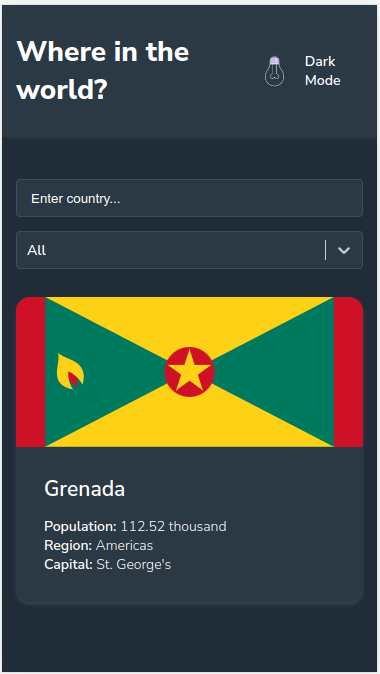 Where in the
world?
Dark
Mode
Enter country...
All
Grenada
Population: 112.52 thousand
Region: Americas
Capital: St. George's